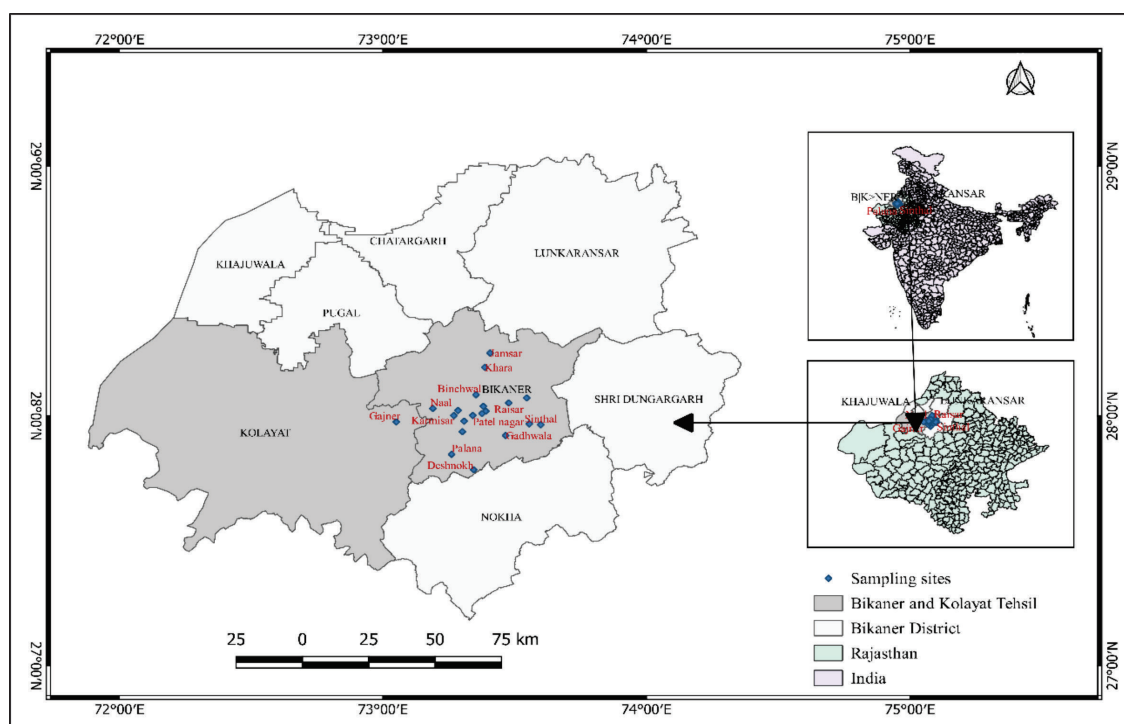 72°00'E 73°00'E 74°00'E 75°00'E
29°00'N 29°00'N
CHATARGARH
LUNKARANSAR
KHAJUWALA
PUGAL
Khara
Binchwal
BIKANER
Naal
Raisar
SHRI DUNGARGARH
28°00'N 28°00'N
Gajner
Patel nagar
Sinthal
KOLAYAT
Palana
Deshnokh
NOKHA
KHAJUWALA LUNKARANSAR
Raisar
Sampling sites
Bikaner and Kolayat Tehsil
Bikaner District
Rajasthan
India
25 0 25 50 75 km
27°00'N 27°00'N
72°00'E 73°00'E 74°00'E 75°00'E